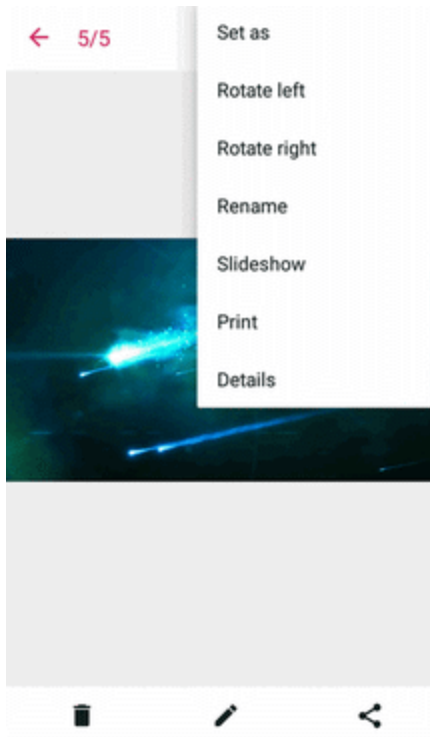 5/5
Set as
Rotate left
Rotate right
Rename
Slideshow
Print
Details